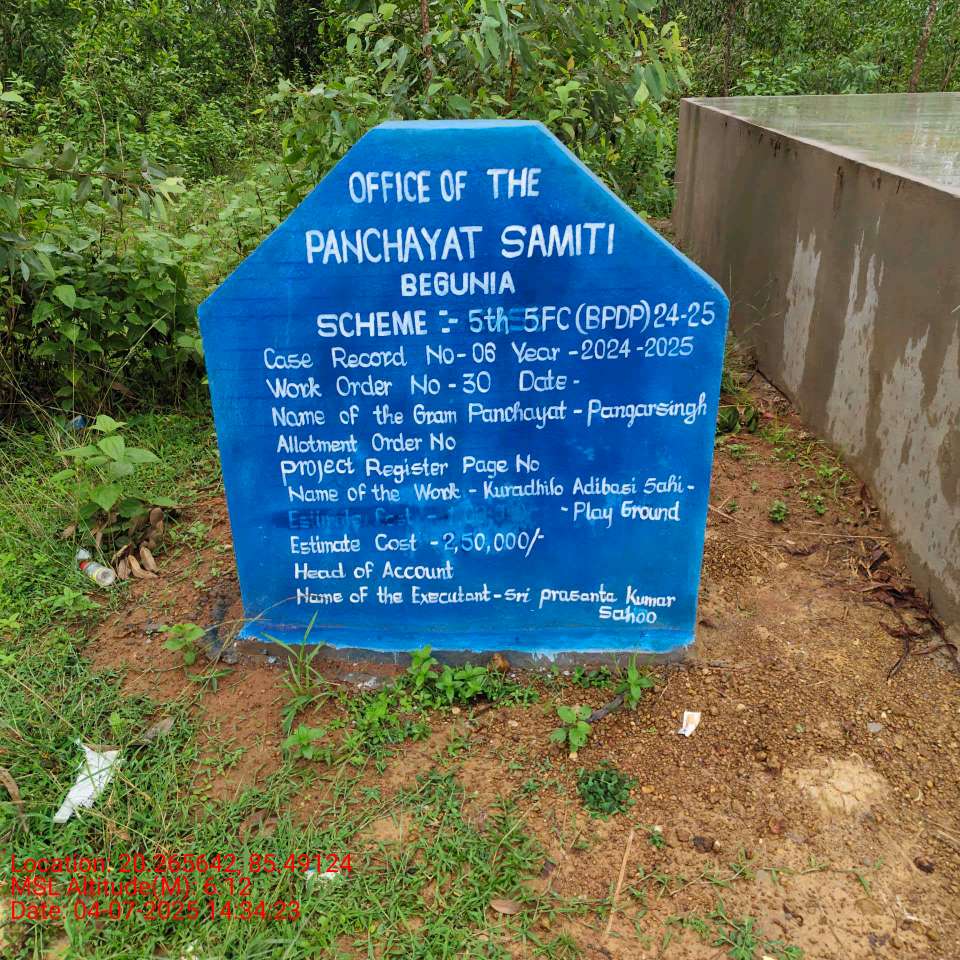 OFFICE OF THE
PANCHAYAT SAMITI
BEGUNIA
SCHEME :- 5th 5FC (BPDP) 24-25
Case Record No - 06 Year - 2024-2025
Work Order No - 30 Date -
Name of the Gram Panchayat - Pangarsingh
Allotment Order No
Project Register Page No
Name of the Work - Kuradhilo Adibasi Sahi -
- Play Ground
Estimate Cost - 2,50,000/-
Head of Account
Name of the Executant - Sri prasanta Kumar
Sahoo
Location: 20.265642, 85.49124
MSL Altitude(M): 6.12
Date: 04-07-2025 14:34:23